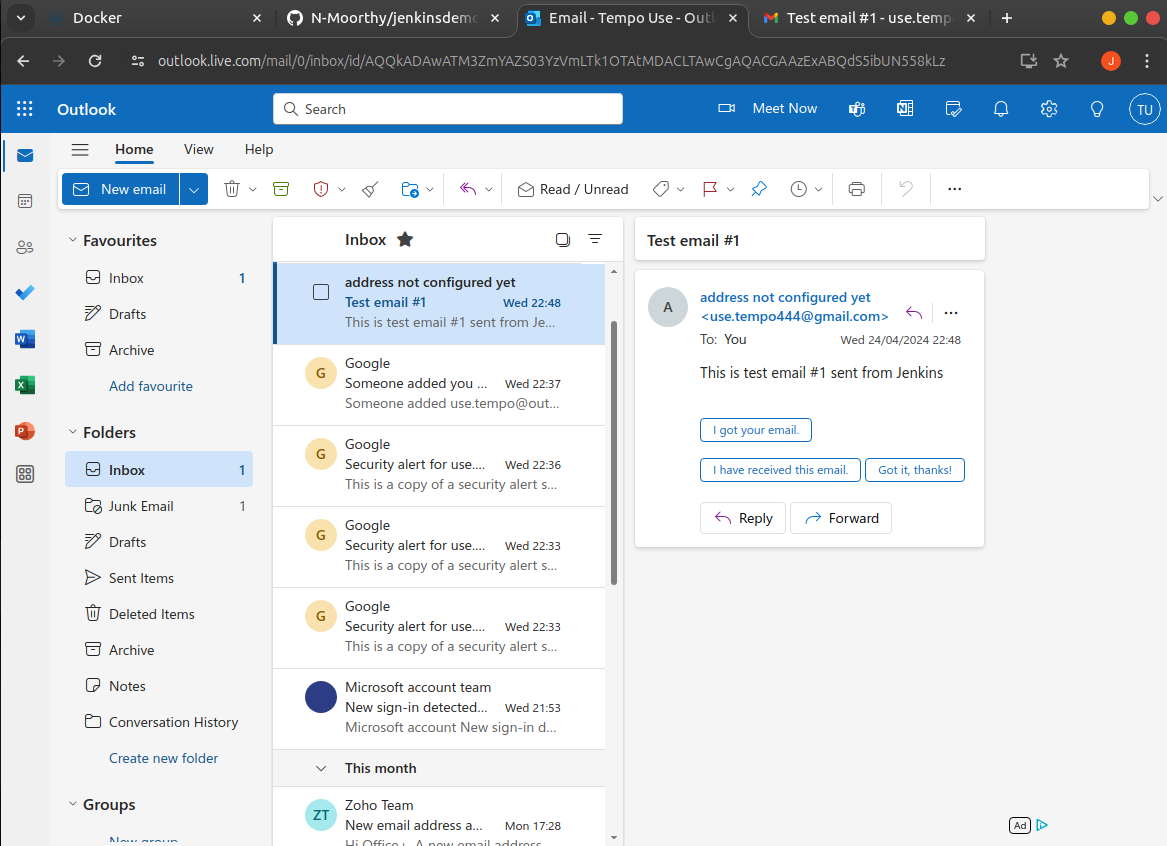 Docker
N-Moorthy/jenkinsdemo
Email - Tempo Use - Outl
Test email #1 - use.temp
outlook.live.com/mail/0/inbox/id/AQQkADAwATM3ZmYAZS03YzVmLTk1OTAtMDACLTAwCgAQACGAAzExABQdS5ibUN558kLz
J
Outlook
Search
Meet Now
TU
Home
View
Help
New email
Read / Unread
Favourites
Inbox 1
Drafts
Archive
Add favourite
Folders
Inbox 1
Junk Email 1
Drafts
Sent Items
Deleted Items
Archive
Notes
Conversation History
Create new folder
Groups
New group
Inbox
address not configured yet
Test email #1 Wed 22:48
This is test email #1 sent from Je...
G
Google
Someone added you ... Wed 22:37
Someone added use.tempo@out...
G
Google
Security alert for use.... Wed 22:36
This is a copy of a security alert s...
G
Google
Security alert for use.... Wed 22:33
This is a copy of a security alert s...
G
Google
Security alert for use.... Wed 22:33
This is a copy of a security alert s...
Microsoft account team
New sign-in detected... Wed 21:53
Microsoft account New sign-in d...
This month
ZT
Zoho Team
New email address a... Mon 17:28
Hi Office+, A new email address
Test email #1
A
address not configured yet
<use.tempo444@gmail.com>
To: You Wed 24/04/2024 22:48
This is test email #1 sent from Jenkins
I got your email.
I have received this email.
Got it, thanks!
Reply
Forward
Ad